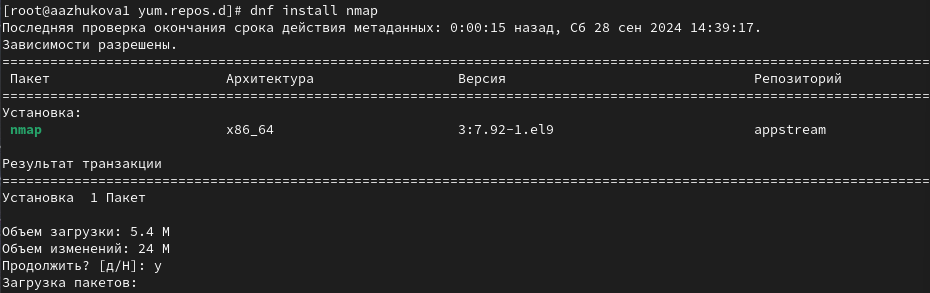 [root@aazhukova1 yum.repos.d]# dnf install nmap
Последняя проверка окончания срока действия метаданных: 0:00:15 назад, Сб 28 сен 2024 14:39:17.
Зависимости разрешены.
================================================================================
Пакет Архитектура Версия Репозиторий
================================================================================
Установка:
nmap x86_64 3:7.92-1.el9 appstream
Результат транзакции
================================================================================
Установка  1 Пакет
Объем загрузки: 5.4 M
Объем изменений: 24 M
Продолжить? [д/Н]: y
Загрузка пакетов: